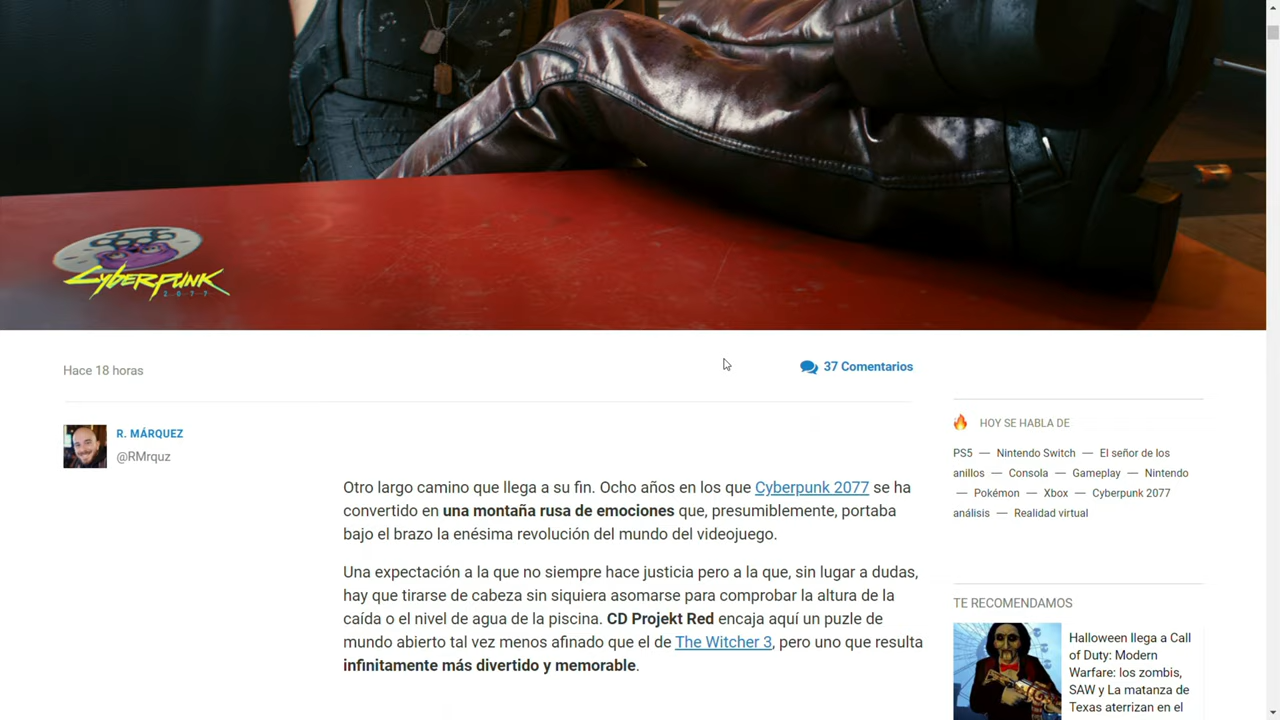 CYBERPUNK
2077
Hace 18 horas
37 Comentarios
R. MÁRQUEZ
@RMrquz
Otro largo camino que llega a su fin. Ocho años en los que Cyberpunk 2077 se ha
convertido en una montaña rusa de emociones que, presumiblemente, portaba
bajo el brazo la enésima revolución del mundo del videojuego.
Una expectación a la que no siempre hace justicia pero a la que, sin lugar a dudas,
hay que tirarse de cabeza sin siquiera asomarse para comprobar la altura de la
caída o el nivel de agua de la piscina. CD Projekt Red encaja aquí un puzle de
mundo abierto tal vez menos afinado que el de The Witcher 3, pero uno que resulta
infinitamente más divertido y memorable.
HOY SE HABLA DE
PS5 — Nintendo Switch — El señor de los
anillos — Consola — Gameplay — Nintendo
— Pokémon — Xbox — Cyberpunk 2077
análisis — Realidad virtual
TE RECOMENDAMOS
Halloween llega a Call
of Duty: Modern
Warfare: los zombis,
SAW y La matanza de
Texas aterrizan en el